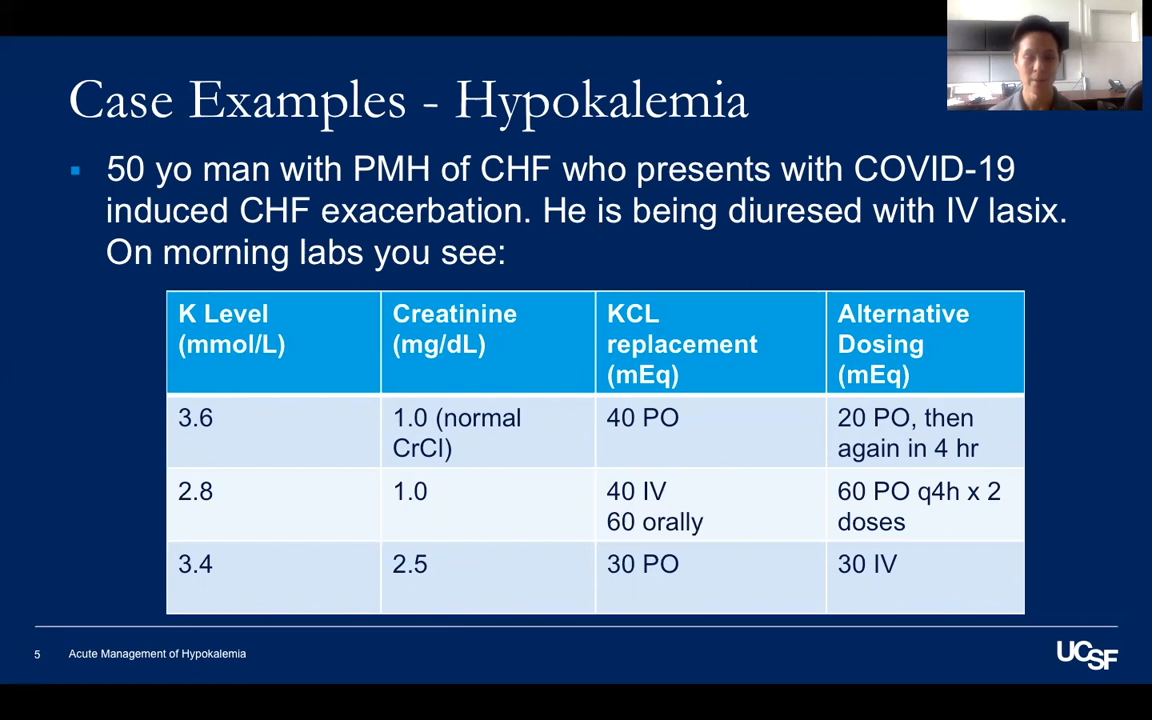 Case Examples - Hypokalemia
50 yo man with PMH of CHF who presents with COVID-19
induced CHF exacerbation. He is being diuresed with IV lasix.
On morning labs you see:
K Level
(mmol/L)
Creatinine
(mg/dL)
KCL
replacement
(mEq)
Alternative
Dosing
(mEq)
3.6
1.0 (normal
CrCl)
40 PO
20 PO, then
again in 4 hr
2.8
1.0
40 IV
60 orally
60 PO q4h x 2
doses
3.4
2.5
30 PO
30 IV
5
Acute Management of Hypokalemia
UCSF